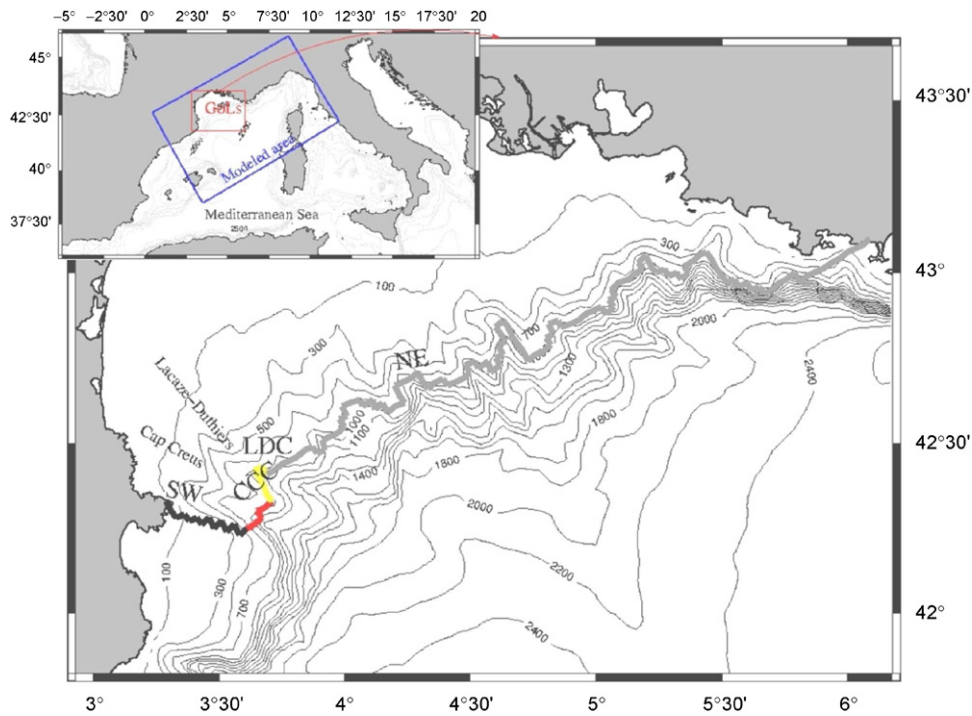 −5° −2°30' 0° 2°30' 5° 7°30' 10° 12°30' 15° 17°30' 20
45°
42°30'
40°
37°30'
GoLs
Modeled area
Mediterranean Sea
2500
43°30'
43°
42°30'
42°
300
100
700
2000
NE
300
1300
2400
Lacaze−Duthiers
500
1000
1100
1800
LDC
Cap Creus
CCC
1400
1800
SW
2000
100
300
700
2200
2400
3° 3°30' 4° 4°30' 5° 5°30' 6°